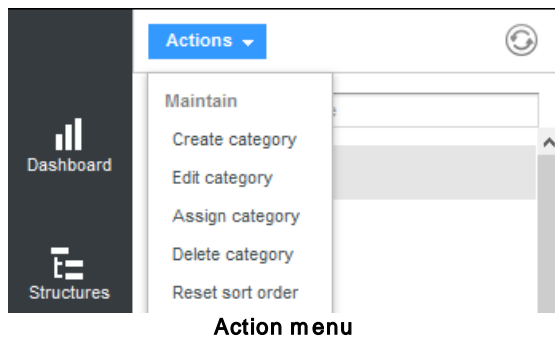 Actions
Maintain
Create category
Dashboard
Edit category
Assign category
Delete category
Structures
Reset sort order
Action menu